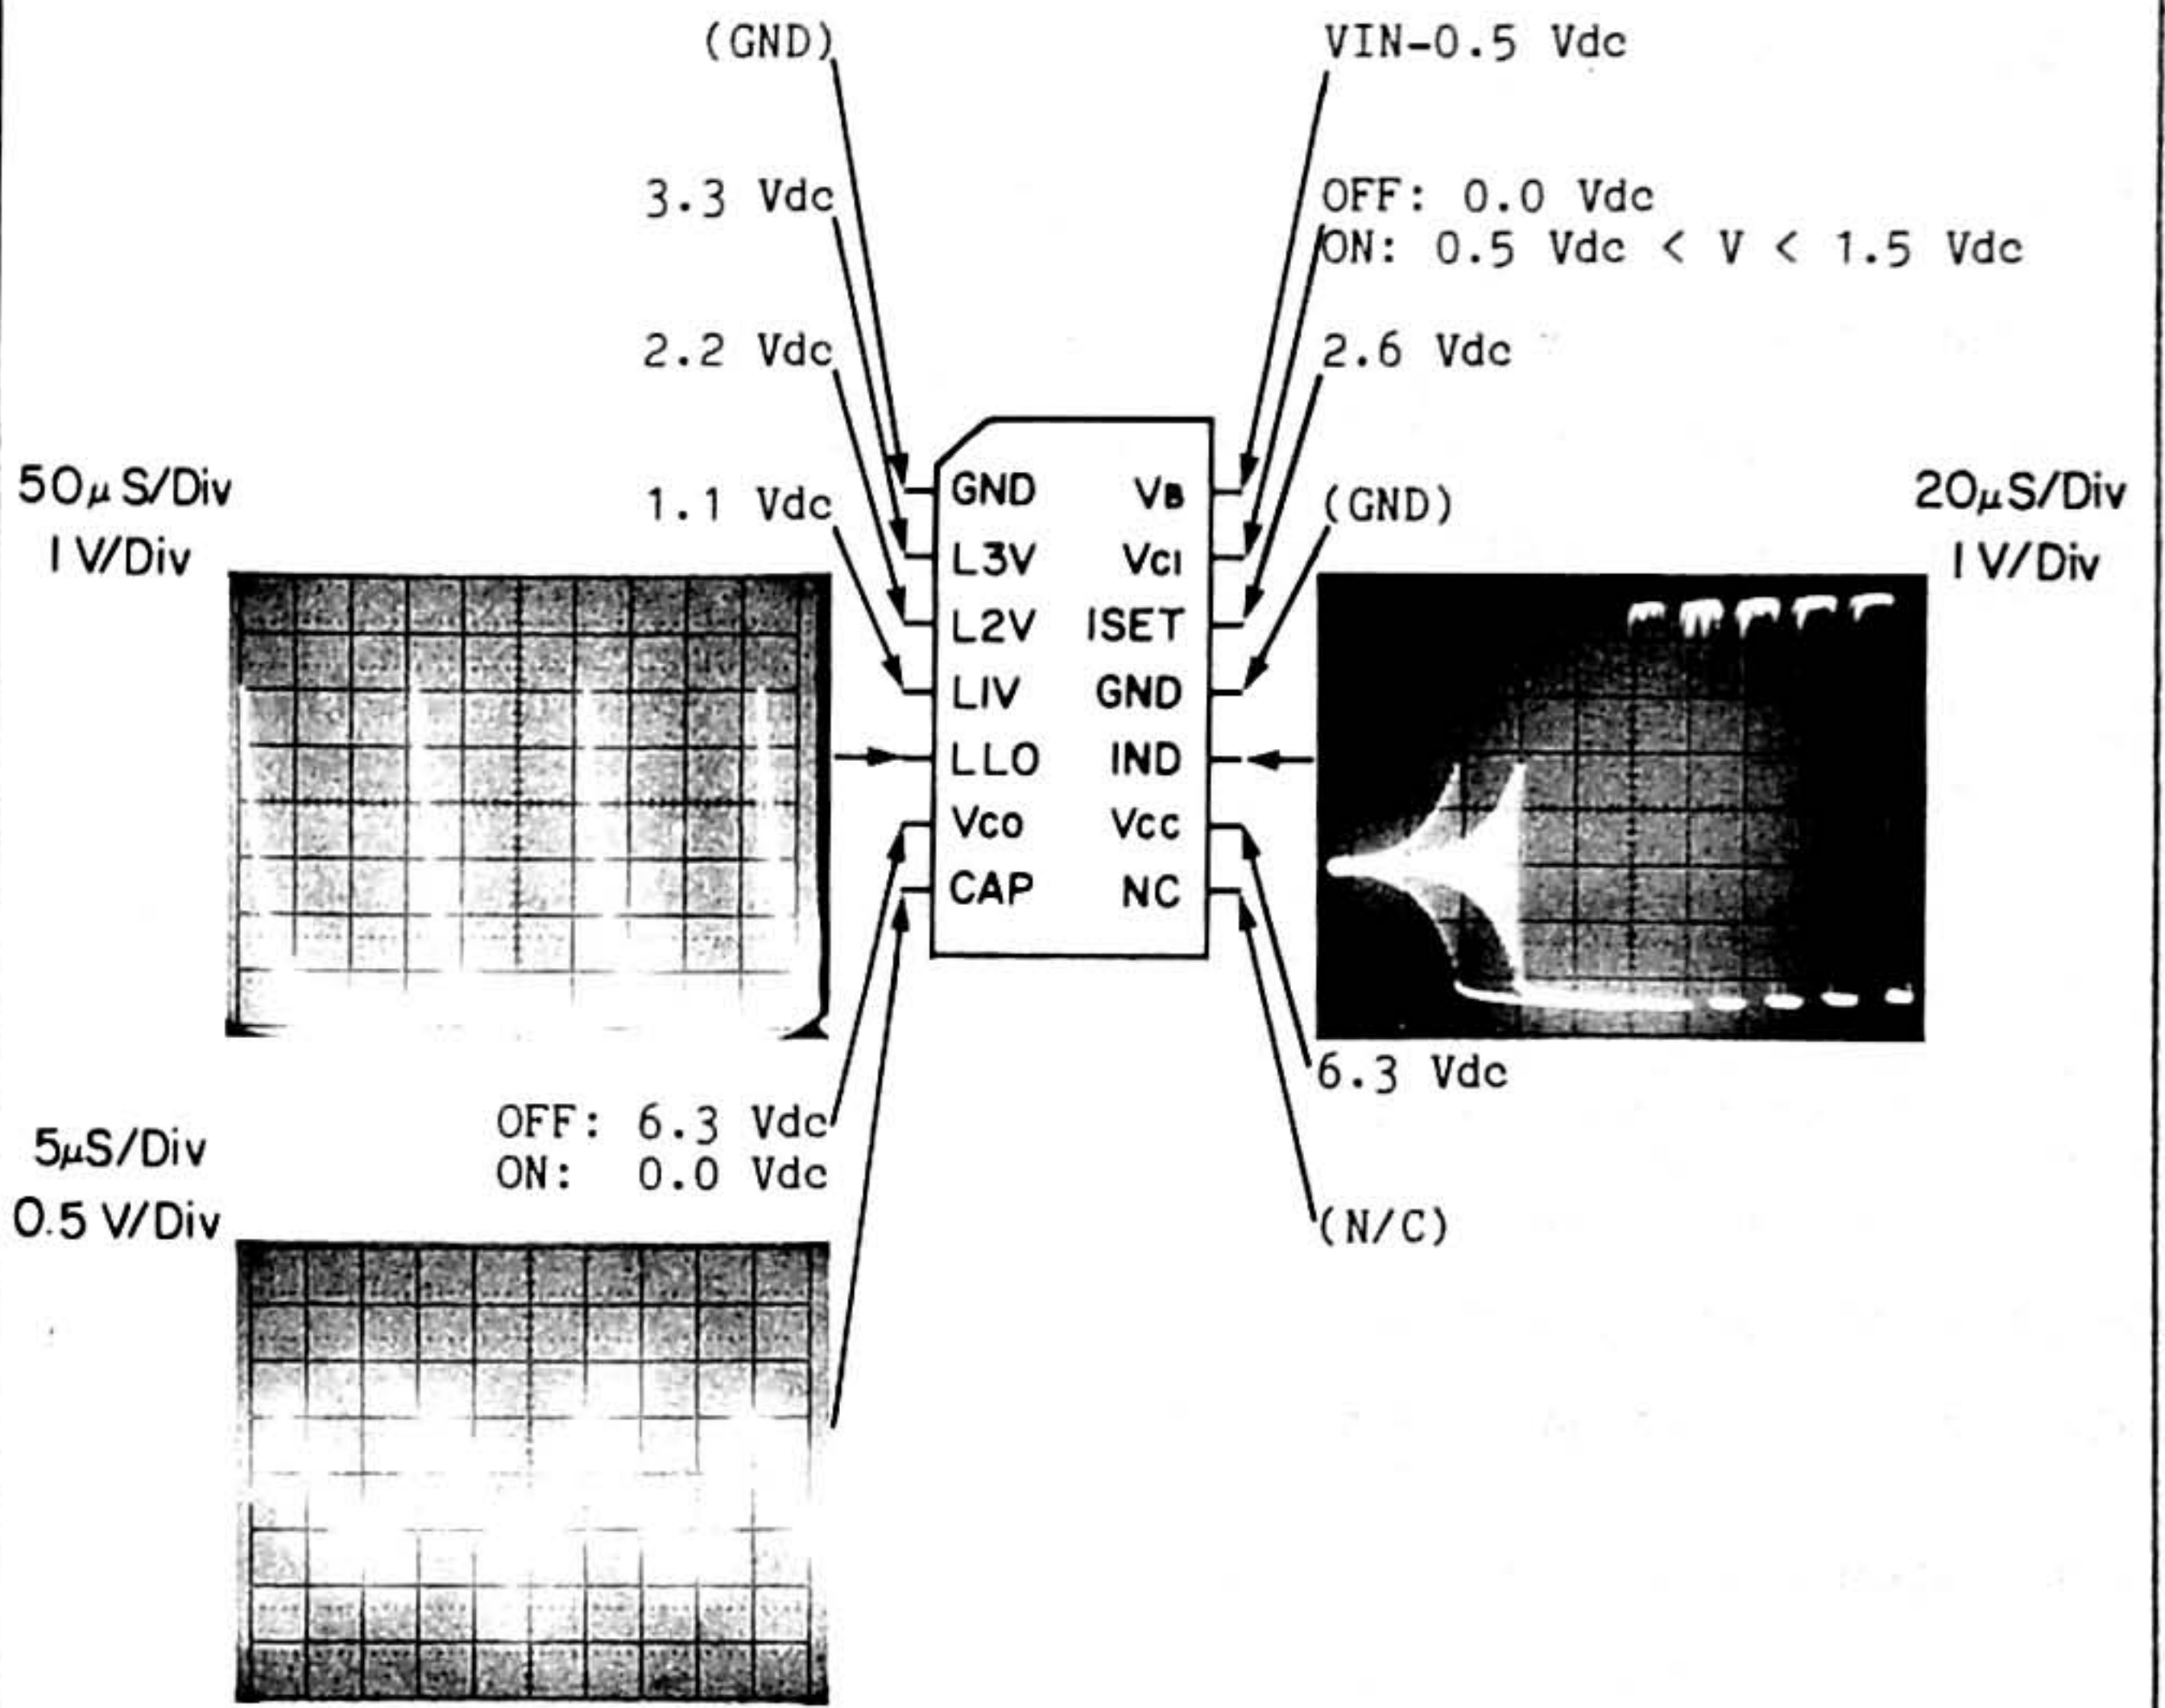 (GND)
VIN-0.5 Vdc
3.3 Vdc
OFF: 0.0 Vdc
ON: 0.5 Vdc < V < 1.5 Vdc
2.2 Vdc
2.6 Vdc
50μS/Div
1 V/Div
1.1 Vdc
(GND)
20μS/Div
1 V/Div
GND VB
L3V VCI
L2V ISET
L1V GND
LLO IND
VCO VCC
CAP NC
6.3 Vdc
OFF: 6.3 Vdc
ON: 0.0 Vdc
5μS/Div
0.5 V/Div
(N/C)